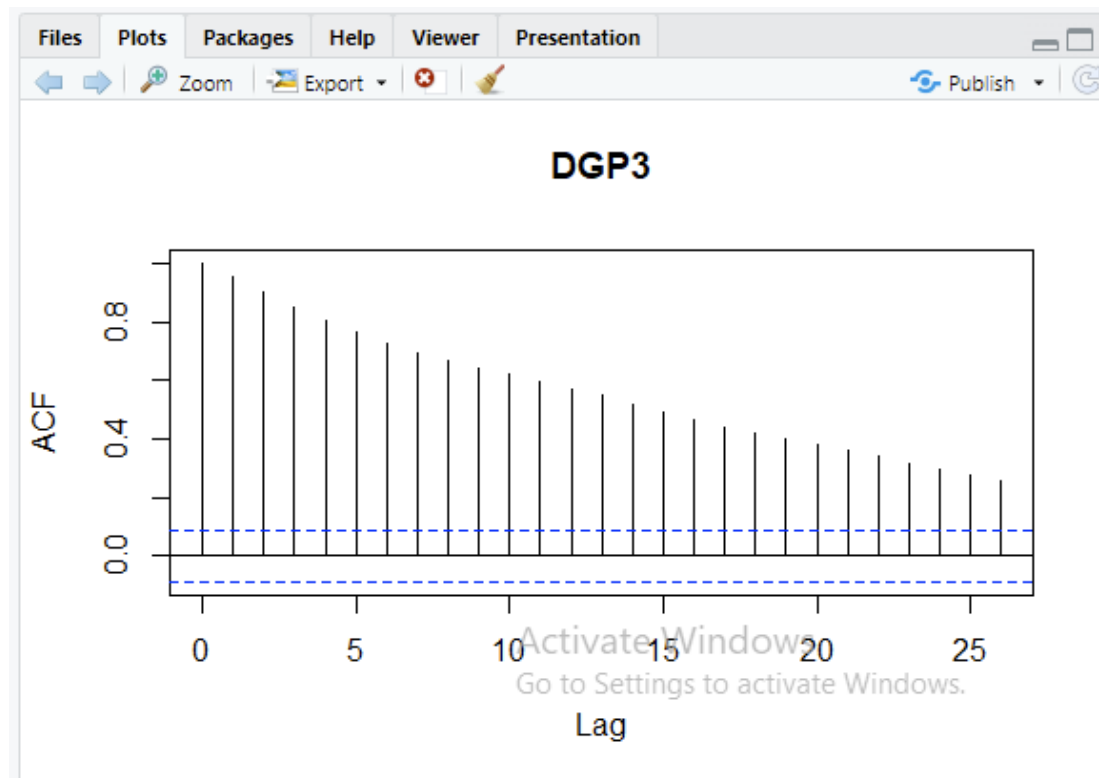 Files Plots Packages Help Viewer Presentation
Zoom Export Publish
DGP3
ACF
0.8
0.4
0.0
0 5 10 15 20 25
Activate Windows
Go to Settings to activate Windows.
Lag